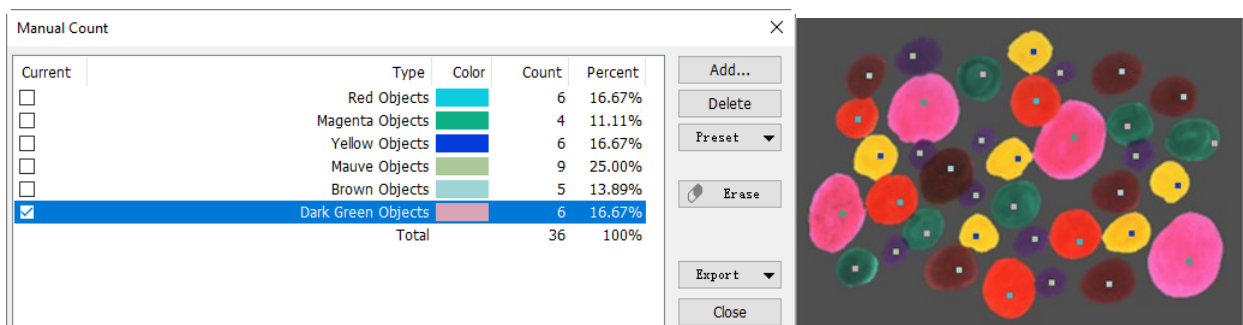 Manual Count
Current Type Color Count Percent
Red Objects 6 16.67%
Magenta Objects 4 11.11%
Yellow Objects 6 16.67%
Mauve Objects 9 25.00%
Brown Objects 5 13.89%
Dark Green Objects 6 16.67%
Total 36 100%
Add...
Delete
Preset
Erase
Export
Close